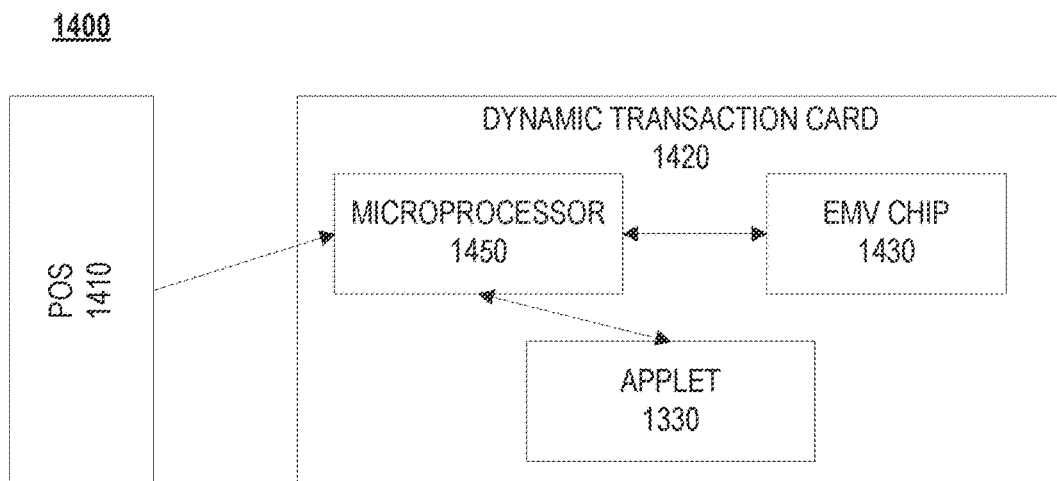 1400
DYNAMIC TRANSACTION CARD
1420
MICROPROCESSOR
1450
EMV CHIP
1430
POS
1410
APPLET
1330